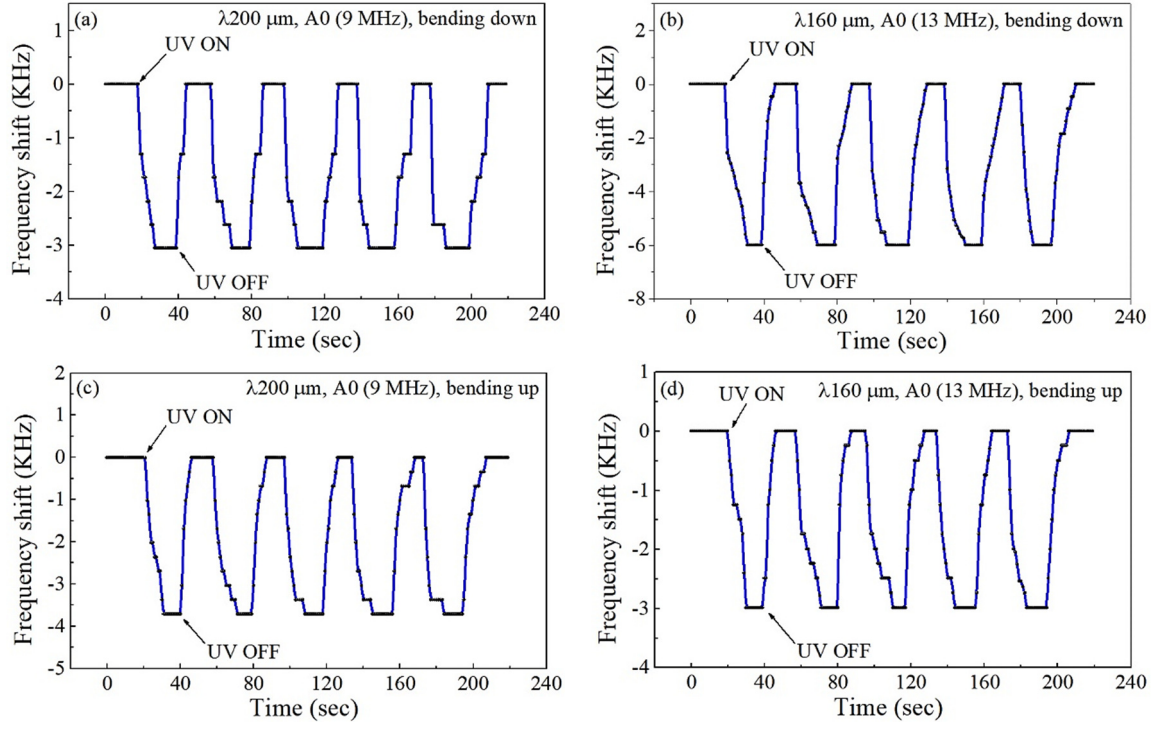 (a) λ200 μm, A0 (9 MHz), bending down
UV ON
UV OFF
Frequency shift (KHz)
1
0
-1
-2
-3
-4
0 40 80 120 160 200 240
Time (sec)
(b) λ160 μm, A0 (13 MHz), bending down
UV ON
UV OFF
Frequency shift (KHz)
2
0
-2
-4
-6
-8
0 40 80 120 160 200 240
Time (sec)
(c) λ200 μm, A0 (9 MHz), bending up
UV ON
UV OFF
Frequency shift (KHz)
2
1
0
-1
-2
-3
-4
-5
0 40 80 120 160 200 240
Time (sec)
(d) λ160 μm, A0 (13 MHz), bending up
UV ON
UV OFF
Frequency shift (KHz)
1
0
-1
-2
-3
-4
0 40 80 120 160 200 240
Time (sec)